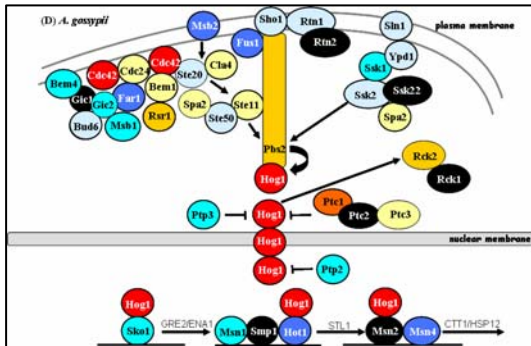 (D) A. gossypii
Msb2
Sho1
Rtn1
Sln1
plasma membrane
Fus1
Rtn2
Ypd1
Cdc42
Cla4
Ssk1
Cdc24
Ste20
Ssk22
Bem4
Cdc42
Ssk2
Gic1
Bem1
Ste11
Gic2
Far1
Spa2
Spa2
Bud6
Msb1
Rsr1
Ste50
Pbs2
Rck2
Hog1
Rck1
Ptp3
Hog1
Ptc1
Ptc2
Ptc3
Hog1
nuclear membrane
Hog1
Ptp2
Hog1
Hog1
Hog1
GRE2/ENA1
STL1
CTT1/HSP12
Sko1
Msn1
Smp1
Hot1
Msn2
Msn4